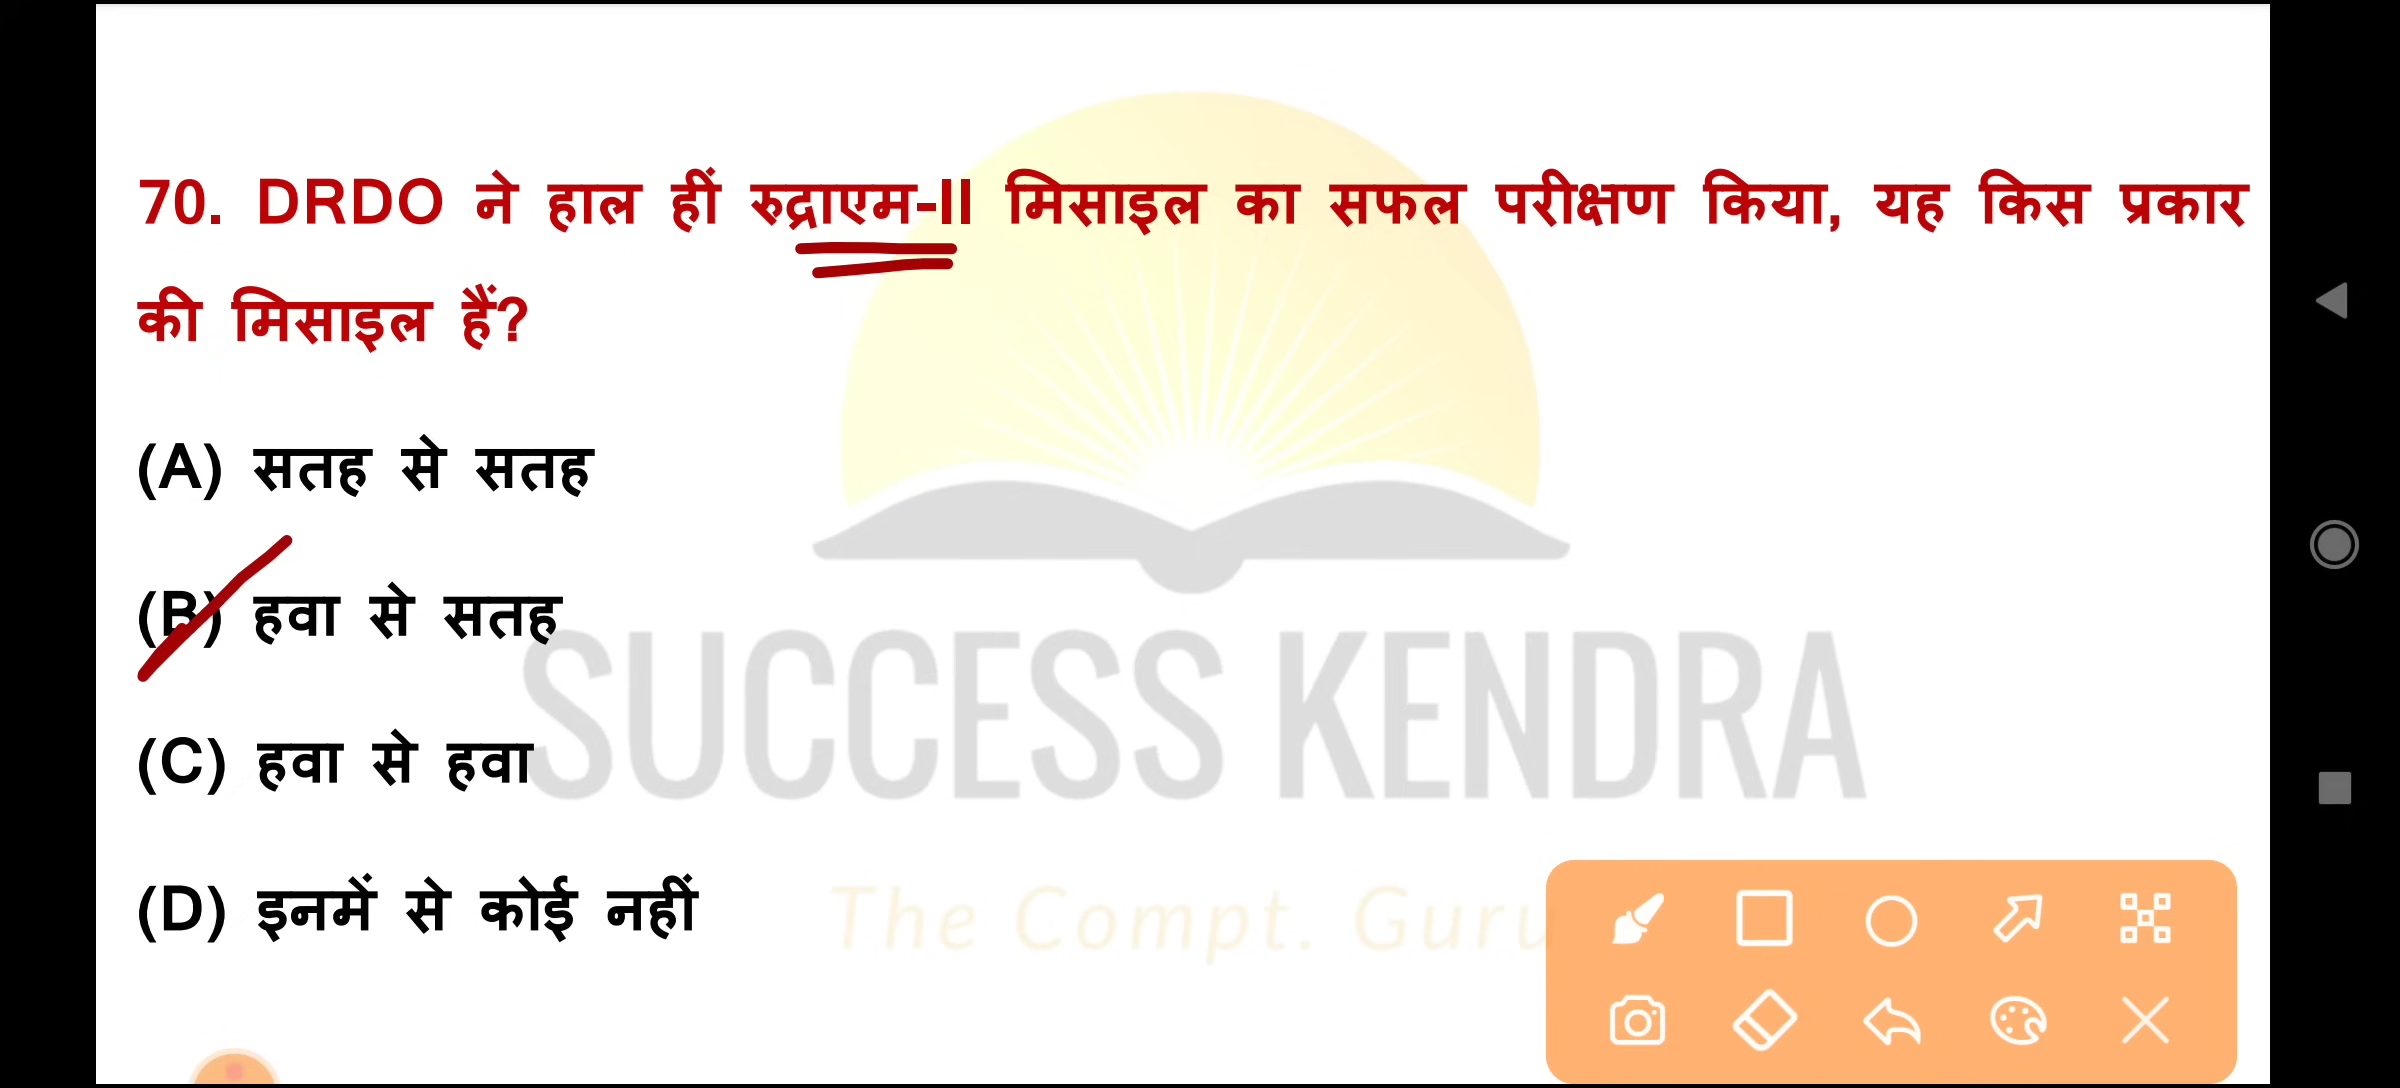 70. DRDO ने हाल हीं रुद्राएम-II मिसाइल का सफल परीक्षण किया, यह किस प्रकार
की मिसाइल हैं?
(A) सतह से सतह
(B) हवा से सतह
(C) हवा से हवा
(D) इनमें से कोई नहीं
SUCCESS KENDRA
The Compt. Guru